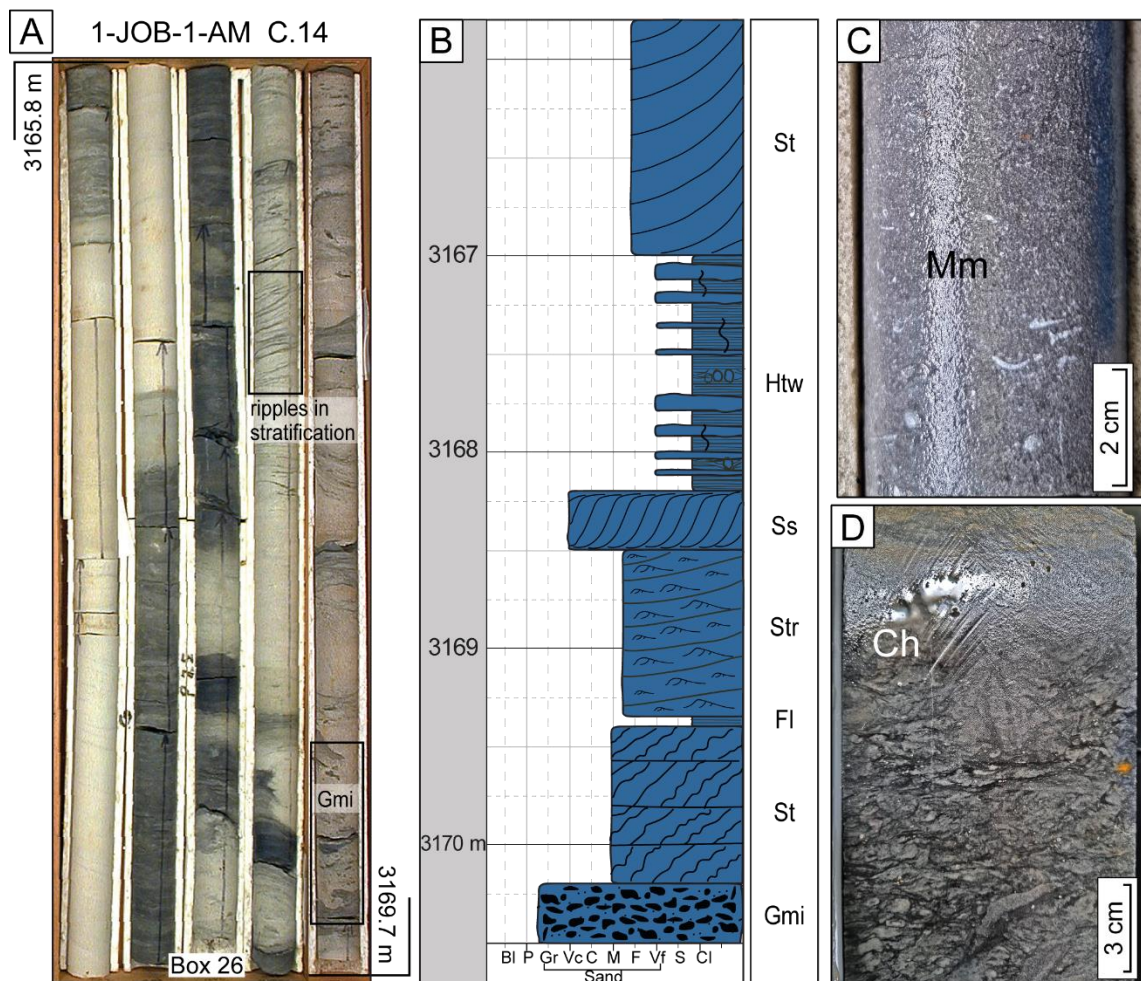 A
1-JOB-1-AM C.14
3165.8 m
ripples in
stratification
Gmi
3169.7 m
Box 26
B
3167
3168
3169
3170 m
Bl P Gr Vc C M F Vf S Cl
Sand
St
Htw
Ss
Str
Fl
St
Gmi
C
Mm
2 cm
D
Ch
3 cm